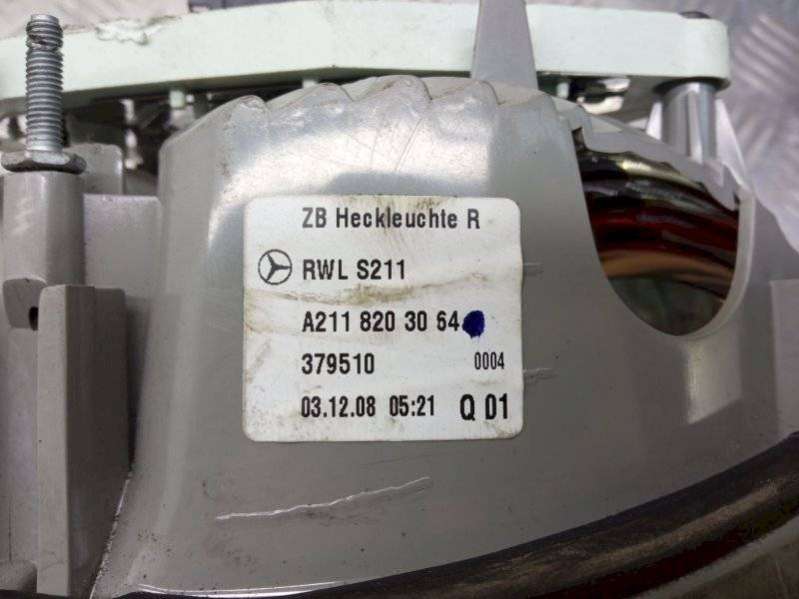 ZB Heckleuchte R
RWL S211
A211 820 30 64
379510 0004
03.12.08 05:21 Q 01